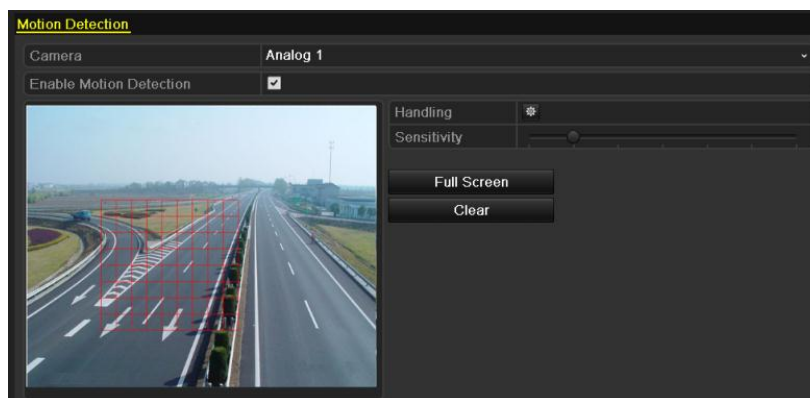 Motion Detection
Camera
Analog 1
Enable Motion Detection
Handling
Sensitivity
Full Screen
Clear